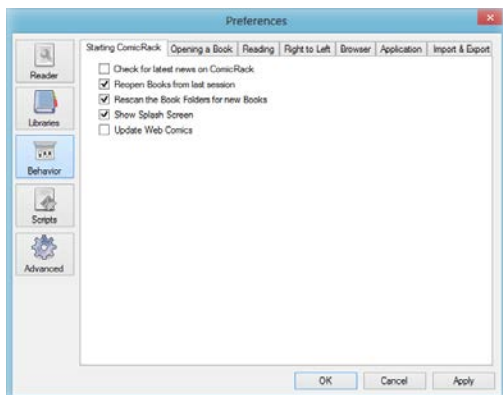 Preferences
Starting ComicRack Opening a Book Reading Right to Left Browser Application Import & Export
Reader
Libraries
Behavior
Scripts
Advanced
Check for latest news on ComicRack
Reopen Books from last session
Rescan the Book Folders for new Books
Show Splash Screen
Update Web Comics
OK Cancel Apply